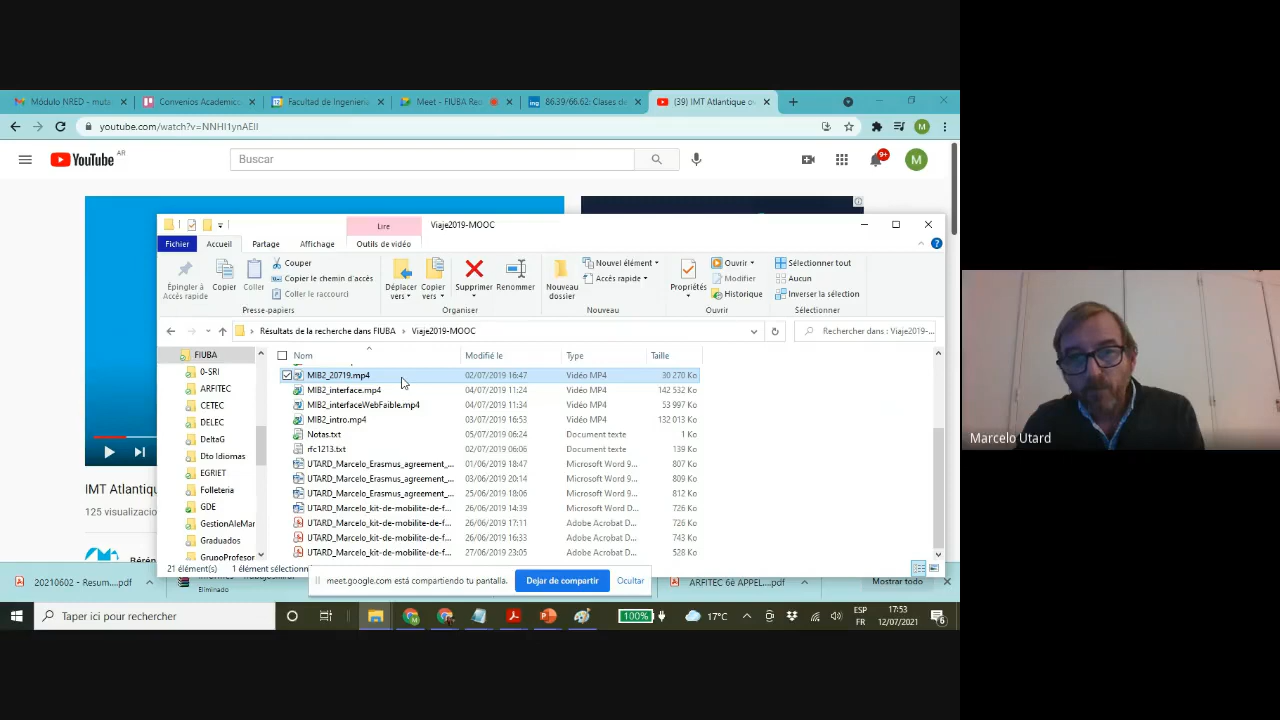 Módulo NRED - muta
Convenios Academicos
Facultad de Ingeniería
Meet - FIUBA Re
86.39/66.62: Clases de
(39) IMT Atlantique o
youtube.com/watch?v=NNHI1ynAEII
M
YouTube AR
Buscar
9+
M
Lire
Viaje2019-MOOC
Fichier
Accueil
Partage
Affichage
Outils de vidéo
Épingler à Accès rapide
Copier
Coller
Couper
Copier le chemin d'accès
Coller le raccourci
Déplacer vers
Copier vers
Supprimer
Renommer
Nouveau dossier
Nouvel élément
Accès rapide
Propriétés
Ouvrir
Modifier
Historique
Sélectionner tout
Aucun
Inverser la sélection
Presse-papiers
Organiser
Nouveau
Ouvrir
Sélectionner
Résultats de la recherche dans FIUBA > Viaje2019-MOOC
Rechercher dans : Viaje2019-...
FIUBA
0-SRI
ARFITEC
CETEC
DELEC
DeltaG
Dto Idiomas
EGRIET
Folleteria
GDE
GestionAleMar
Graduados
GrupoProfesor
Nom Modifié le Type Taille
MIB2_20719.mp4 02/07/2019 16:47 Vidéo MP4 30 270 Ko
MIB2_interface.mp4 04/07/2019 11:24 Vidéo MP4 142 532 Ko
MIB2_interfaceWebFaible.mp4 04/07/2019 11:34 Vidéo MP4 53 997 Ko
MIB2_intro.mp4 03/07/2019 16:53 Vidéo MP4 132 013 Ko
Notas.txt 05/07/2019 06:24 Document texte 1 Ko
rfc1213.txt 02/07/2019 06:06 Document texte 139 Ko
UTARD_Marcelo_Erasmus_agreement_... 01/06/2019 18:47 Microsoft Word 9... 807 Ko
UTARD_Marcelo_Erasmus_agreement_... 03/06/2019 20:14 Microsoft Word 9... 809 Ko
UTARD_Marcelo_Erasmus_agreement_... 25/06/2019 18:06 Microsoft Word 9... 812 Ko
UTARD_Marcelo_kit-de-mobilite-de-f... 26/06/2019 14:39 Microsoft Word D... 726 Ko
UTARD_Marcelo_kit-de-mobilite-de-f... 26/06/2019 17:11 Adobe Acrobat D... 726 Ko
UTARD_Marcelo_kit-de-mobilite-de-f... 26/06/2019 16:33 Adobe Acrobat D... 743 Ko
UTARD_Marcelo_kit-de-mobilite-de-f... 27/06/2019 23:05 Adobe Acrobat D... 528 Ko
21 élément(s) 1 élément sélectionn
IMT Atlantique
125 visualizacio
Bérén
meet.google.com está compartiendo tu pantalla.
Dejar de compartir
Ocultar
20210602 - Resum....pdf
Eliminado
ARFITEC 6è APPEL....pdf
Mostrar todo
Taper ici pour rechercher
100%
17°C
ESP
FR
17:53
12/07/2021
6
Marcelo Utard